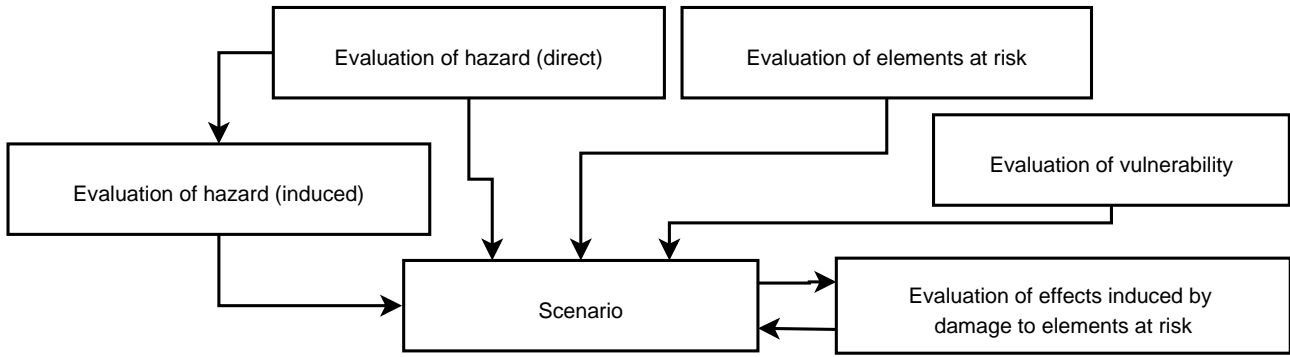 Evaluation of hazard (direct)
Evaluation of elements at risk
Evaluation of vulnerability
Evaluation of hazard (induced)
Scenario
Evaluation of effects induced by
damage to elements at risk